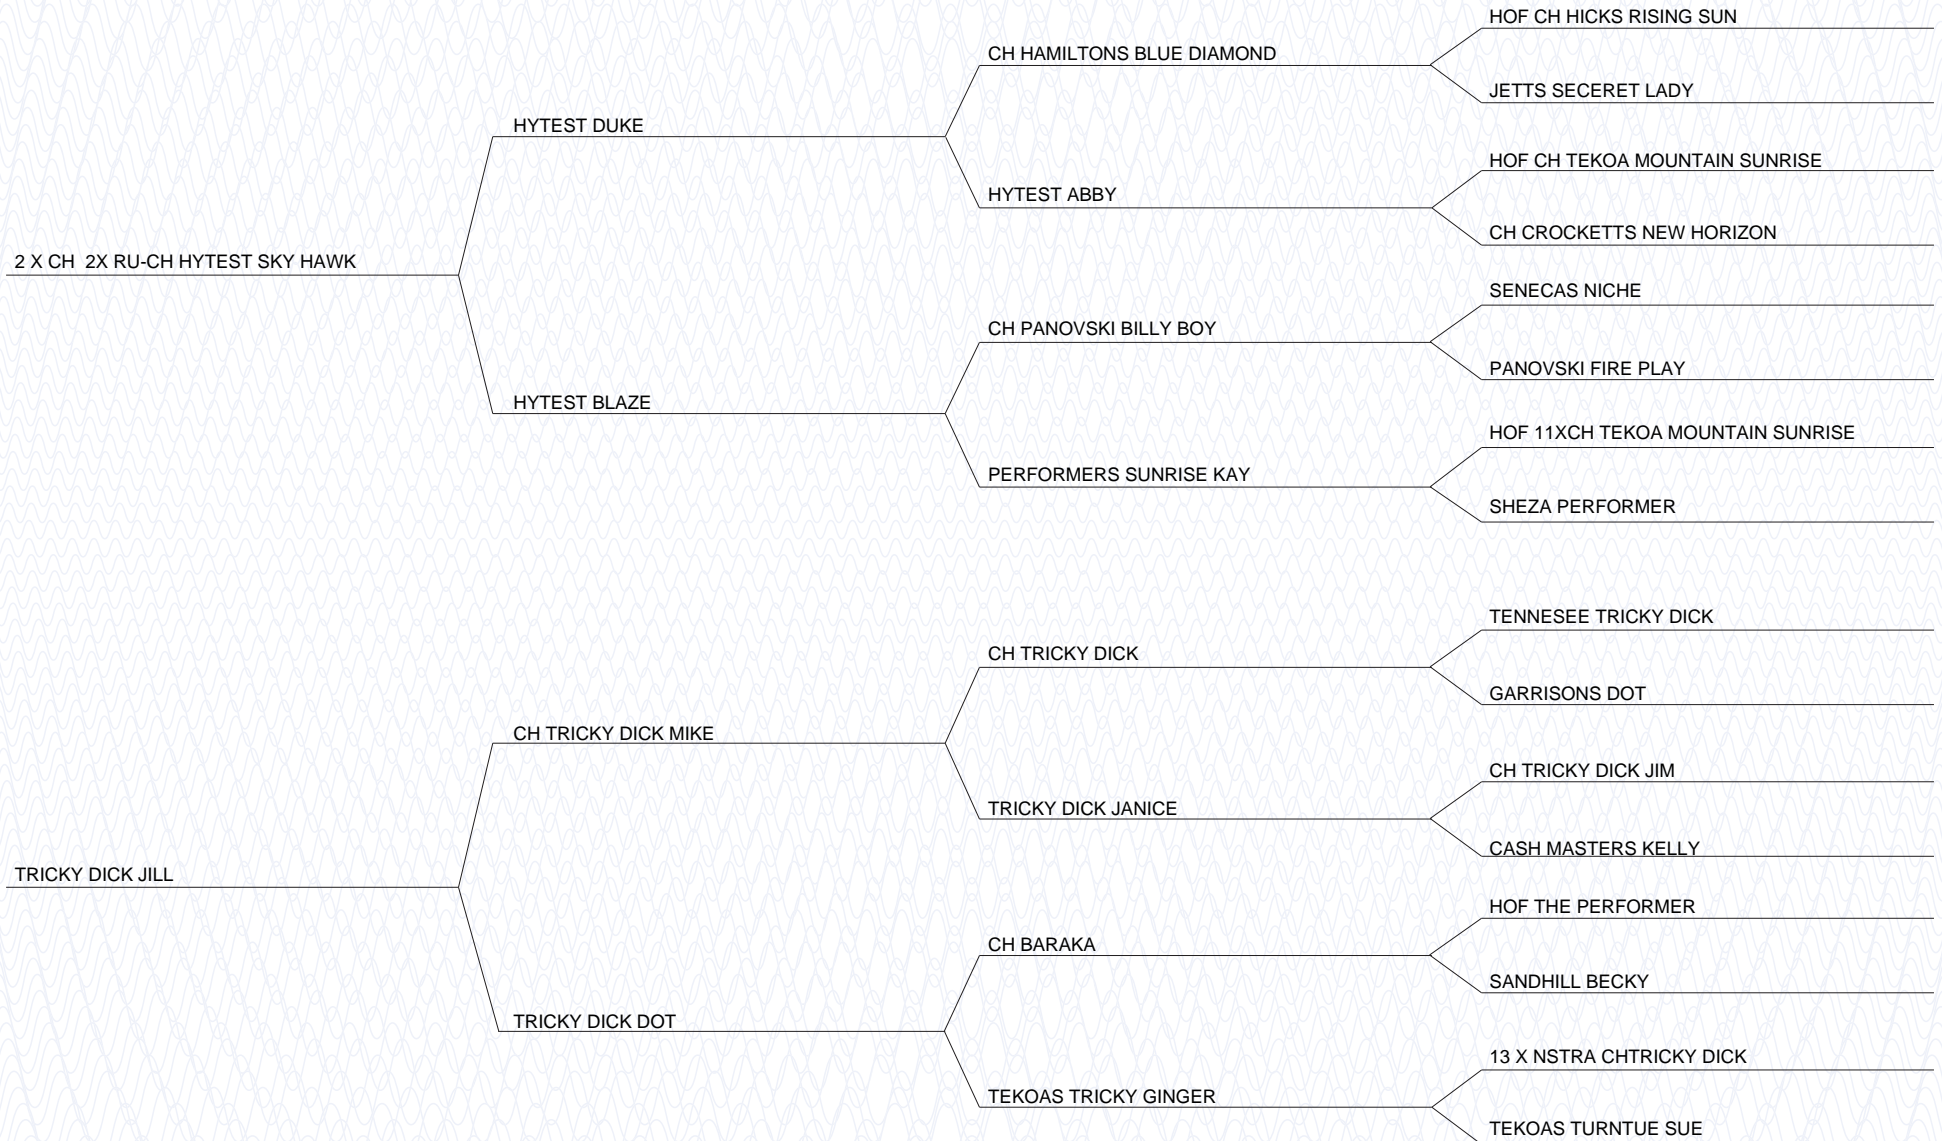 HOF CH HICKS RISING SUN
CH HAMILTONS BLUE DIAMOND
JETTS SECERET LADY
HYTEST DUKE
HOF CH TEKOA MOUNTAIN SUNRISE
HYTEST ABBY
CH CROCKETTS NEW HORIZON
2 X CH  2X RU-CH HYTEST SKY HAWK
SENECAS NICHE
CH PANOVSKI BILLY BOY
PANOVSKI FIRE PLAY
HYTEST BLAZE
HOF 11XCH TEKOA MOUNTAIN SUNRISE
PERFORMERS SUNRISE KAY
SHEZA PERFORMER
TENNESEE TRICKY DICK
CH TRICKY DICK
GARRISONS DOT
CH TRICKY DICK MIKE
CH TRICKY DICK JIM
TRICKY DICK JANICE
CASH MASTERS KELLY
TRICKY DICK JILL
HOF THE PERFORMER
CH BARAKA
SANDHILL BECKY
TRICKY DICK DOT
13 X NSTRA CHTRICKY DICK
TEKOAS TRICKY GINGER
TEKOAS TURNTUE SUE